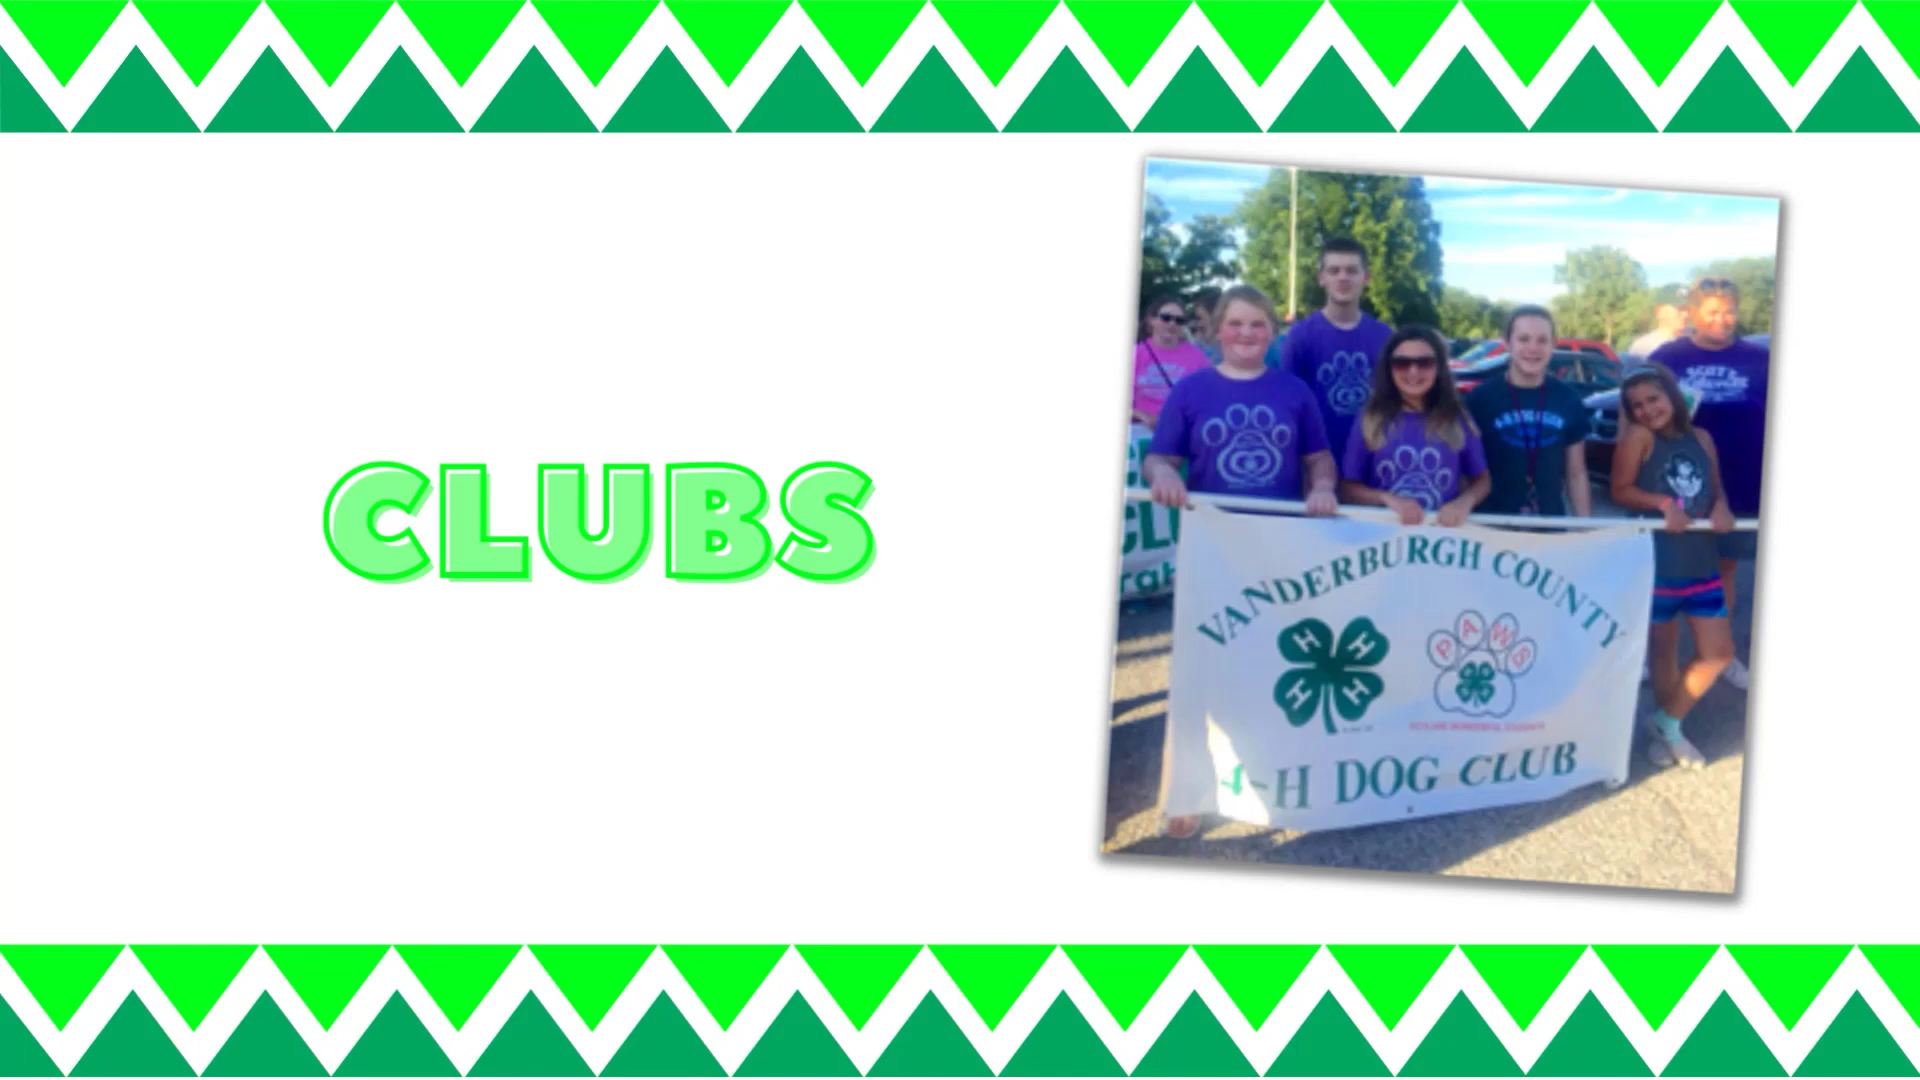 CLUBS
VANDERBURGH COUNTY
H H
H H
PAWS
4-H DOG CLUB